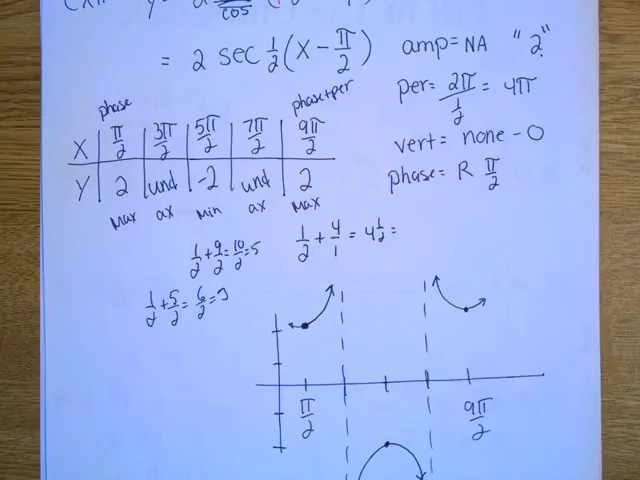 y =
cos
= 2 sec 1/2 (x - π/2) amp = NA "2"
per = 2π / 1/2 = 4π
vert = none - 0
phase = R π/2
phase phase+per
X | π/2 | 3π/2 | 5π/2 | 7π/2 | 9π/2
Y | 2 | und | -2 | und | 2
Max ax min ax Max
1/2 + 9/2 = 10/2 = 5
1/2 + 4/1 = 4 1/2 =
1/2 + 5/2 = 6/2 = 3
π/2 9π/2